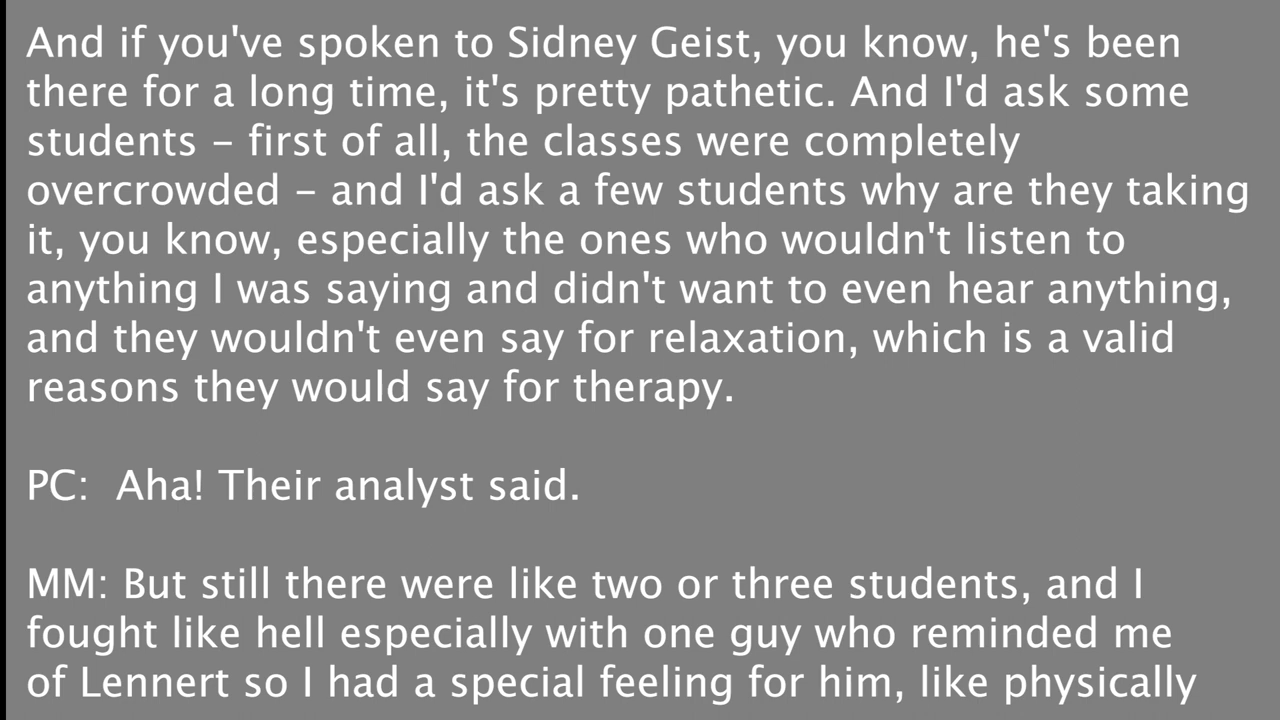 And if you've spoken to Sidney Geist, you know, he's been
there for a long time, it's pretty pathetic. And I'd ask some
students – first of all, the classes were completely
overcrowded – and I'd ask a few students why are they taking
it, you know, especially the ones who wouldn't listen to
anything I was saying and didn't want to even hear anything,
and they wouldn't even say for relaxation, which is a valid
reasons they would say for therapy.
PC: Aha! Their analyst said.
MM: But still there were like two or three students, and I
fought like hell especially with one guy who reminded me
of Lennert so I had a special feeling for him, like physically